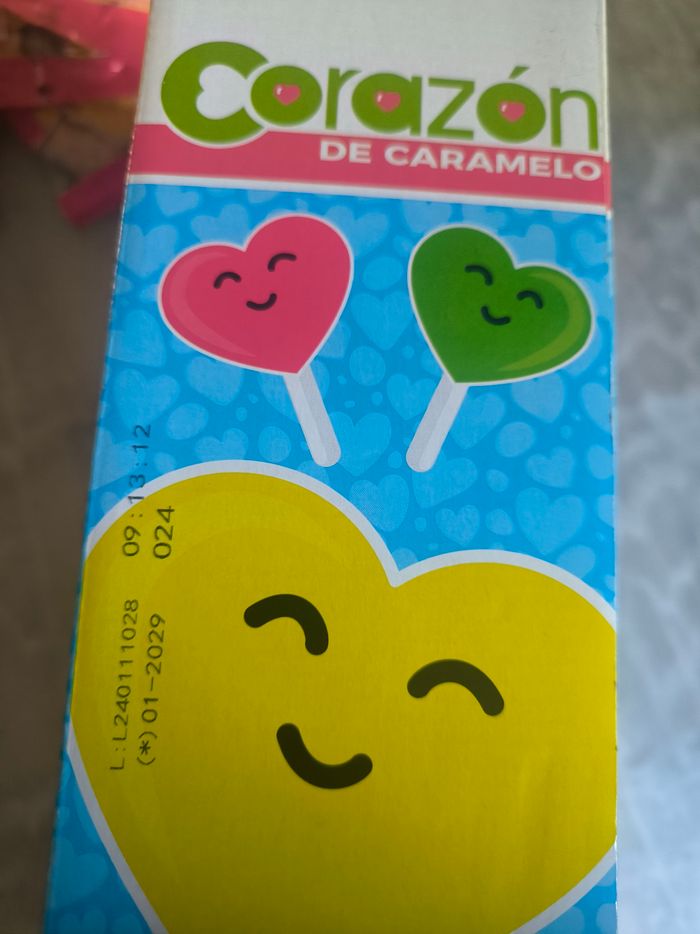 Corazón
DE CARAMELO
L:L240111028 09:13:12
(*)01-2029 024